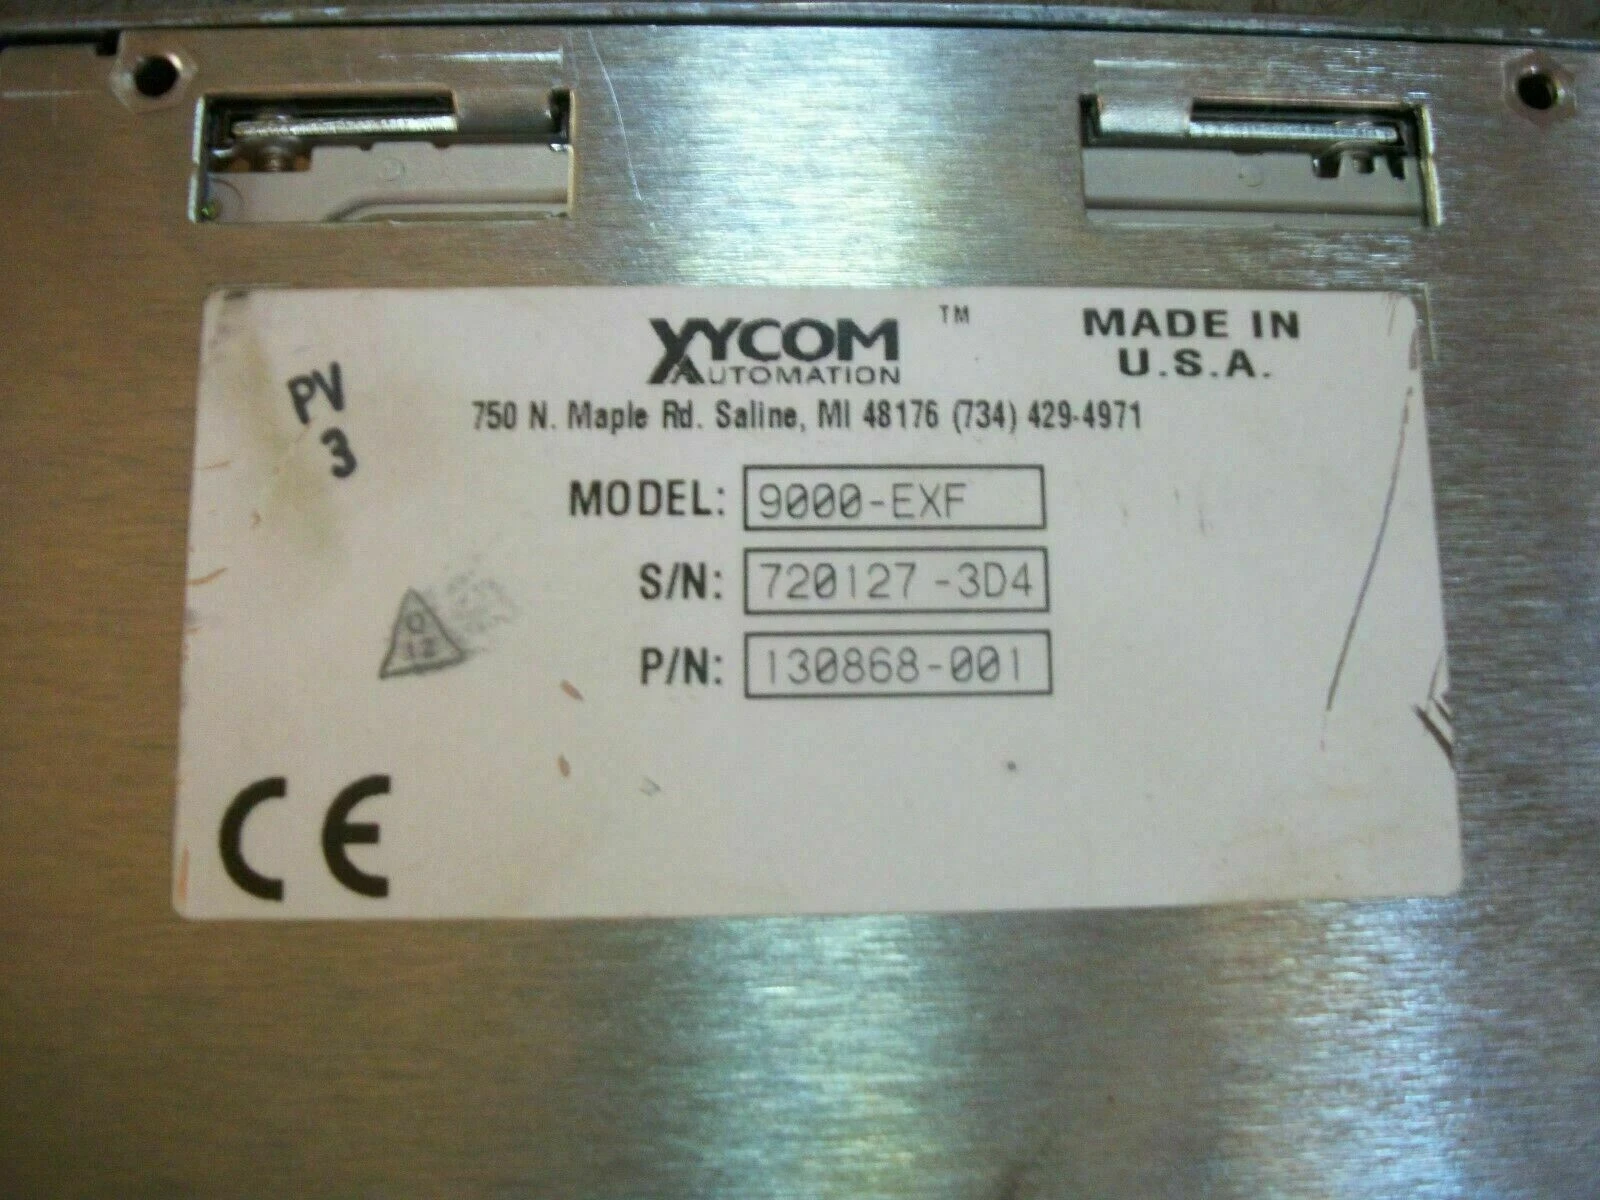 XYCOM
AUTOMATION
TM
MADE IN
U.S.A.
750 N. Maple Rd. Saline, MI 48176 (734) 429-4971
PV
3
MODEL: 9000-EXF
S/N: 720127-3D4
P/N: 130868-001
Q
12
CE